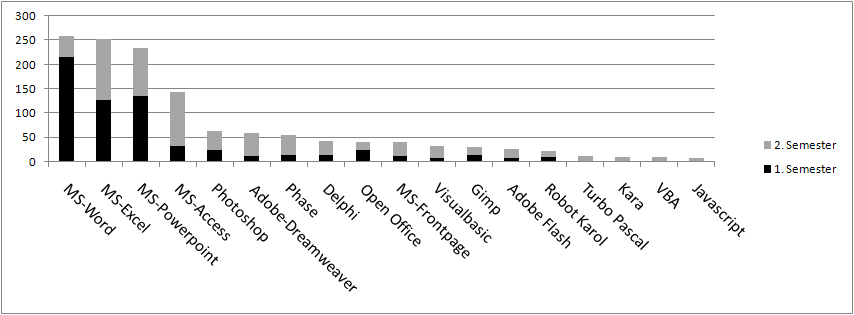 300
250
200
150
100
50
0
MS-Word
MS-Excel
MS-Powerpoint
MS-Access
Photoshop
Adobe-Dreamweaver
Phase
Delphi
Open Office
MS-Frontpage
Visualbasic
Gimp
Adobe Flash
Robot Karol
Turbo Pascal
Kara
VBA
Javascript
2. Semester
1. Semester